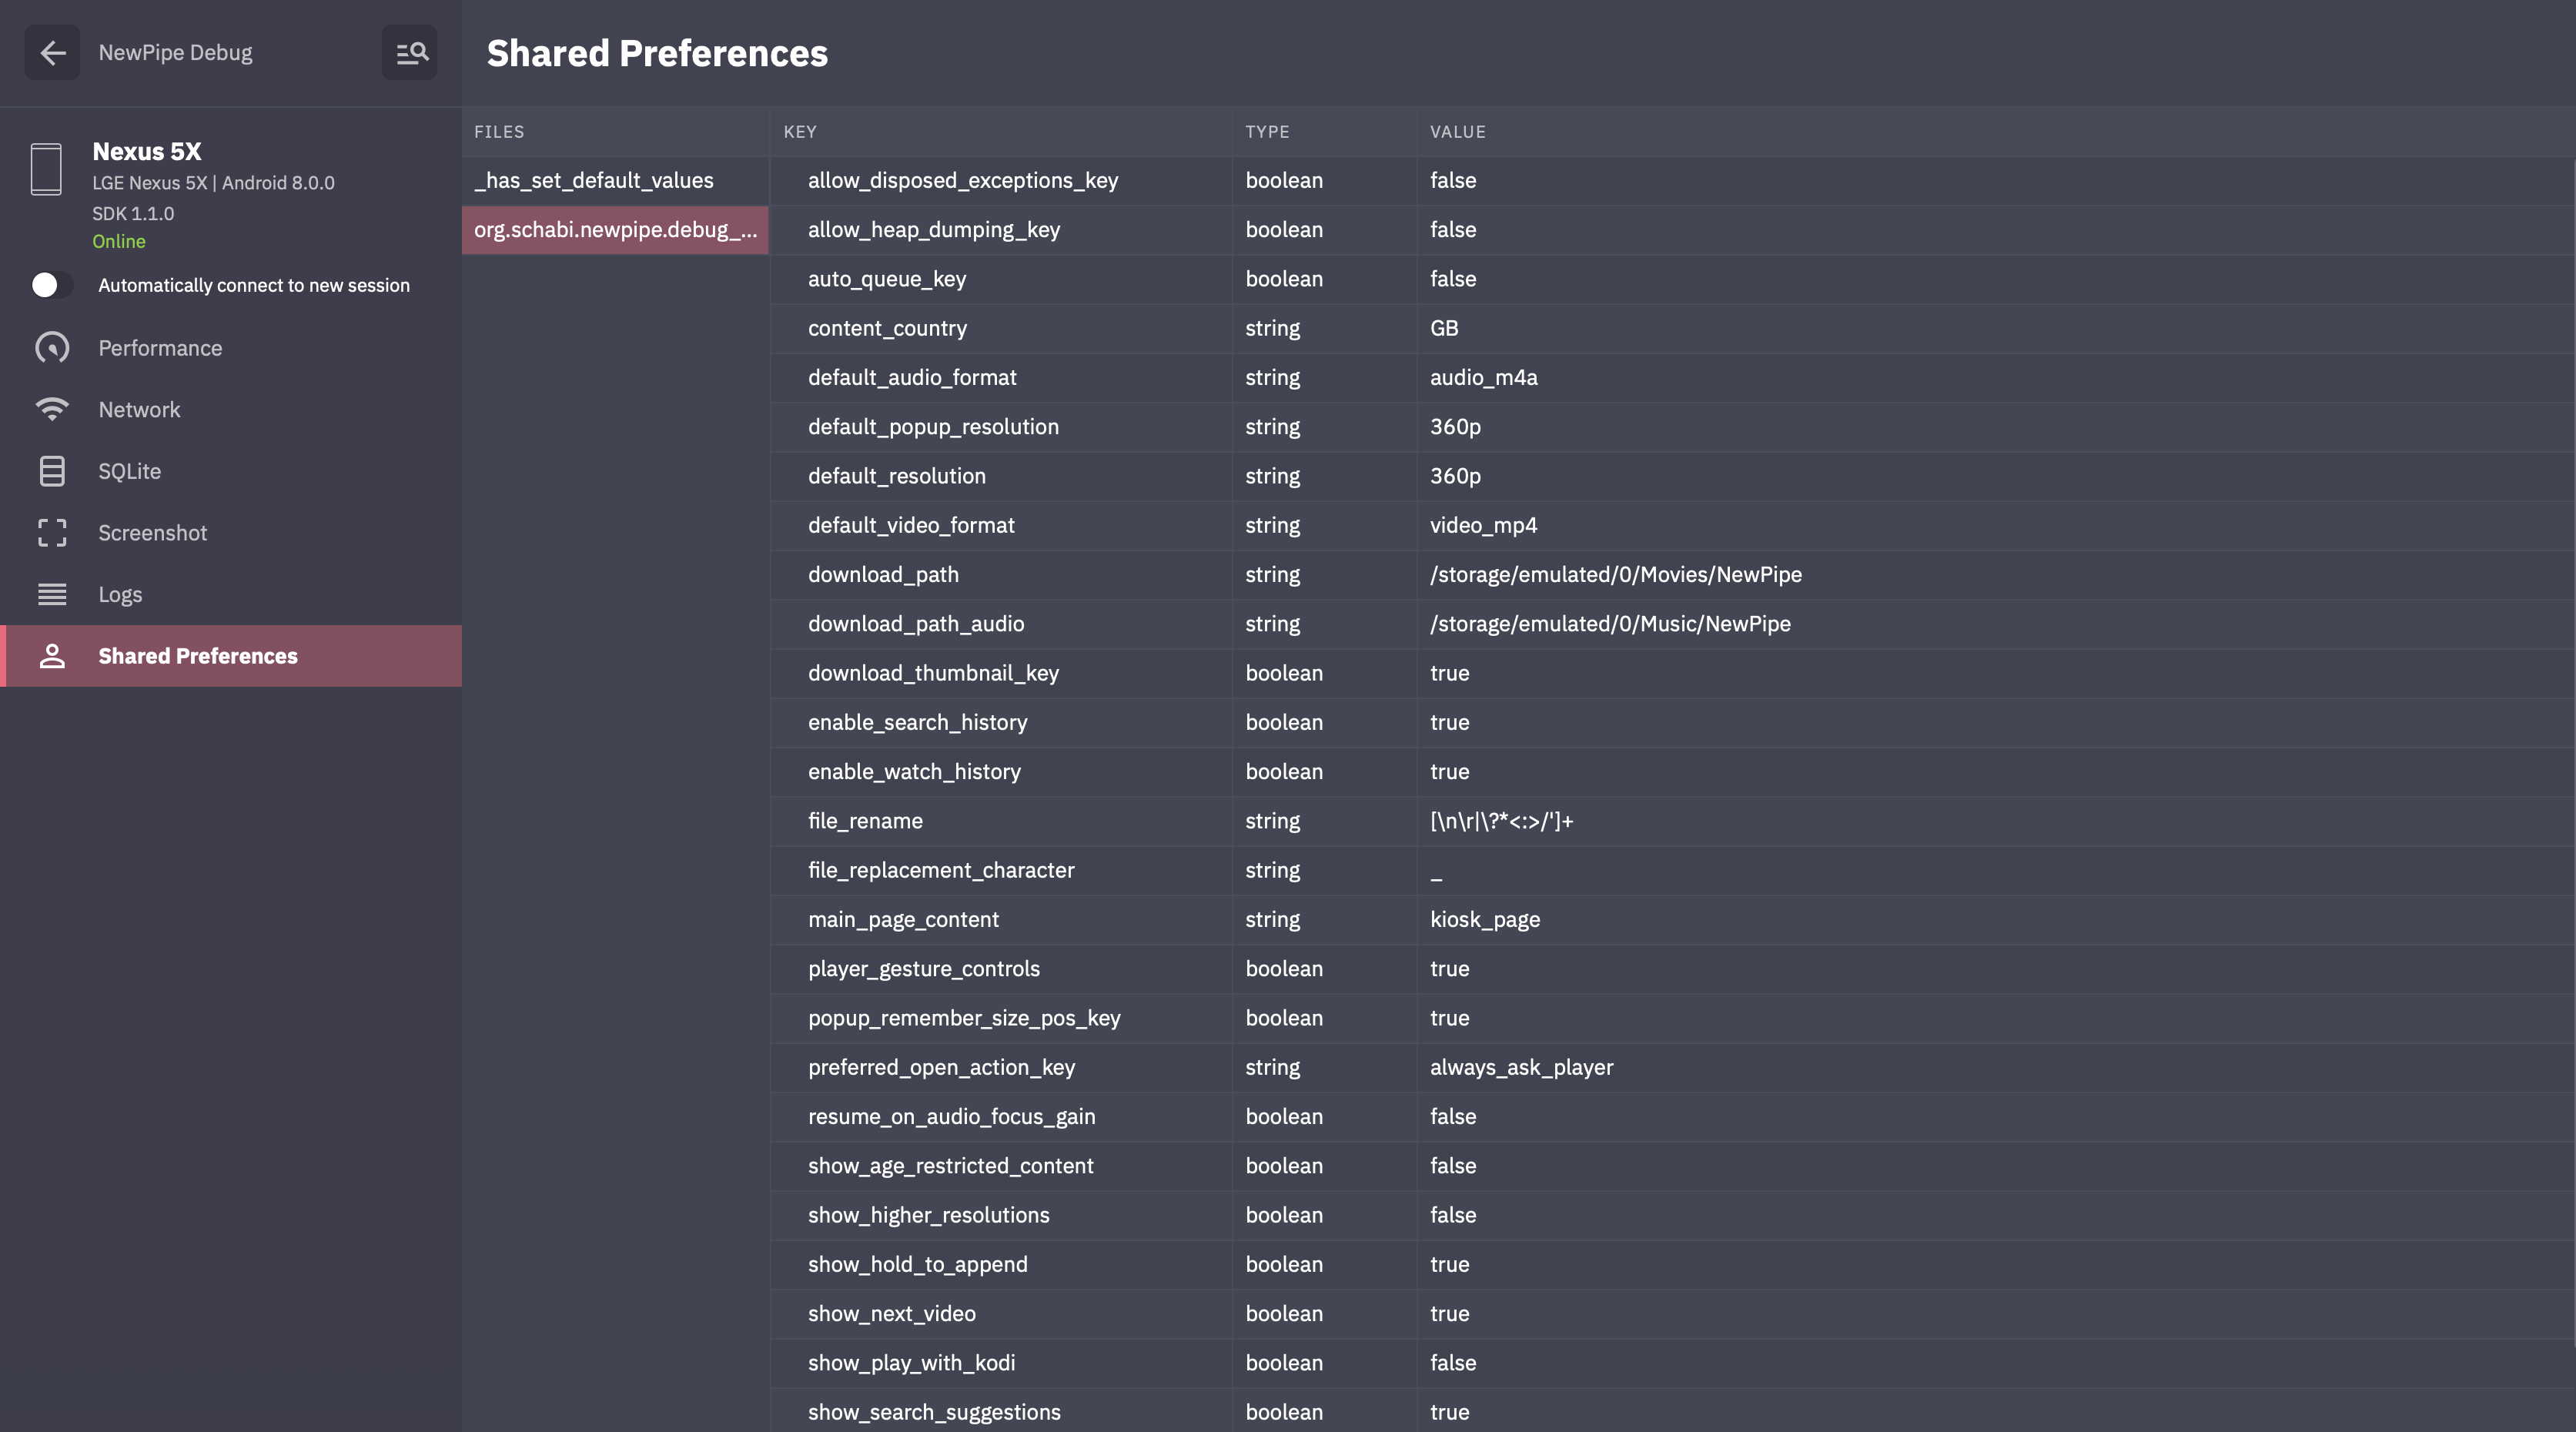 NewPipe Debug
Nexus 5X
LGE Nexus 5X | Android 8.0.0
SDK 1.1.0
Online
Automatically connect to new session
Performance
Network
SQLite
Screenshot
Logs
Shared Preferences
Shared Preferences
FILES KEY TYPE VALUE
_has_set_default_values
org.schabi.newpipe.debug_...
allow_disposed_exceptions_key boolean false
allow_heap_dumping_key boolean false
auto_queue_key boolean false
content_country string GB
default_audio_format string audio_m4a
default_popup_resolution string 360p
default_resolution string 360p
default_video_format string video_mp4
download_path string /storage/emulated/0/Movies/NewPipe
download_path_audio string /storage/emulated/0/Music/NewPipe
download_thumbnail_key boolean true
enable_search_history boolean true
enable_watch_history boolean true
file_rename string [\n\r|\?*<:>/']+
file_replacement_character string _
main_page_content string kiosk_page
player_gesture_controls boolean true
popup_remember_size_pos_key boolean true
preferred_open_action_key string always_ask_player
resume_on_audio_focus_gain boolean false
show_age_restricted_content boolean false
show_higher_resolutions boolean false
show_hold_to_append boolean true
show_next_video boolean true
show_play_with_kodi boolean false
show_search_suggestions boolean true